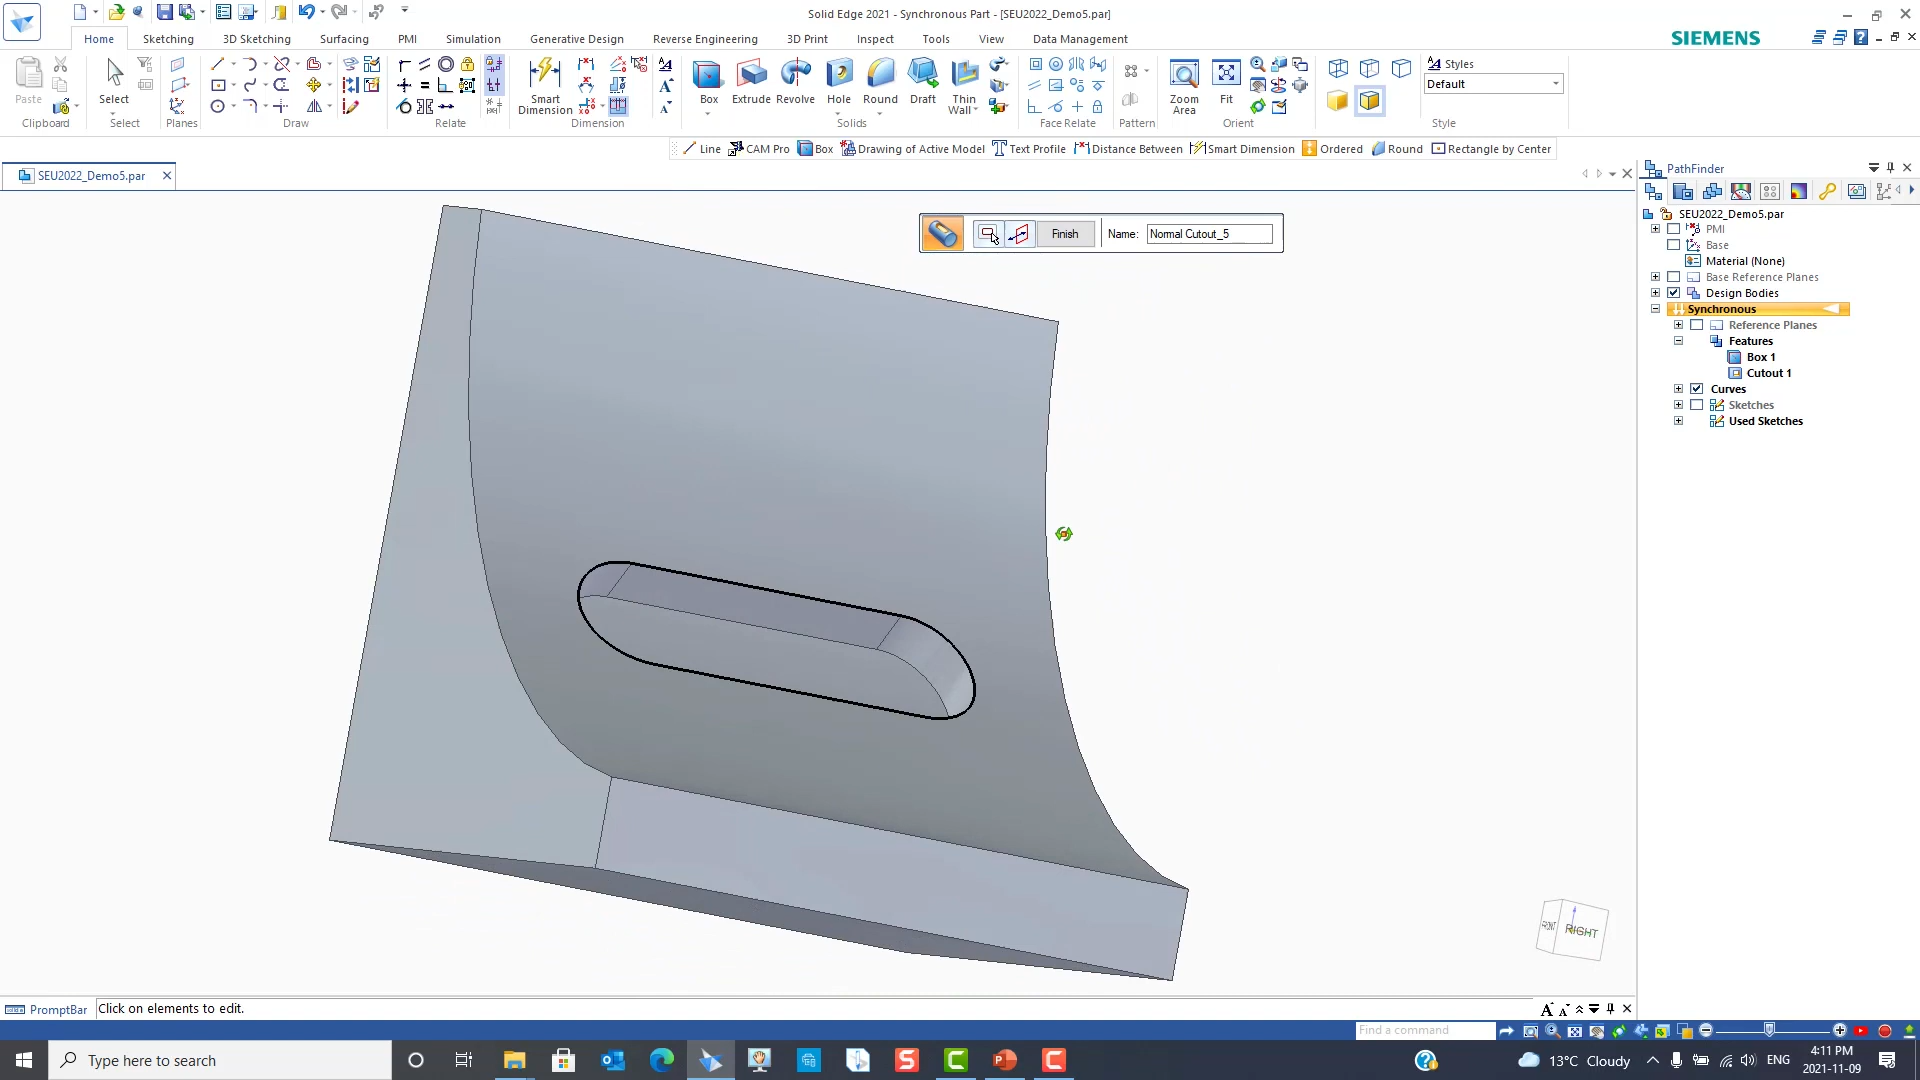 Solid Edge 2021 - Synchronous Part - [SEU2022_Demo5.par]
Home Sketching 3D Sketching Surfacing PMI Simulation Generative Design Reverse Engineering 3D Print Inspect Tools View Data Management
SIEMENS
Paste
Clipboard
Select
Select
Planes
Draw
Relate
Smart Dimension
Dimension
Box Extrude Revolve Hole Round Draft Thin Wall
Solids
Face Relate
Pattern
Zoom Area
Fit
Orient
Styles
Default
Style
Line CAM Pro Box Drawing of Active Model Text Profile Distance Between Smart Dimension Ordered Round Rectangle by Center
SEU2022_Demo5.par
Finish Name: Normal Cutout_5
PathFinder
SEU2022_Demo5.par
PMI
Base
Material (None)
Base Reference Planes
Design Bodies
Synchronous
Reference Planes
Features
Box 1
Cutout 1
Curves
Sketches
Used Sketches
FRONT
RIGHT
PromptBar Click on elements to edit.
Find a command
Type here to search
13°C Cloudy
ENG
4:11 PM
2021-11-09